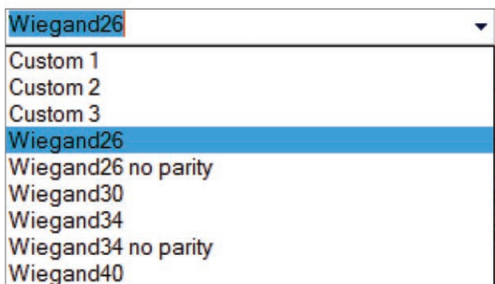 Wiegand26
Custom 1
Custom 2
Custom 3
Wiegand26
Wiegand26 no parity
Wiegand30
Wiegand34
Wiegand34 no parity
Wiegand40